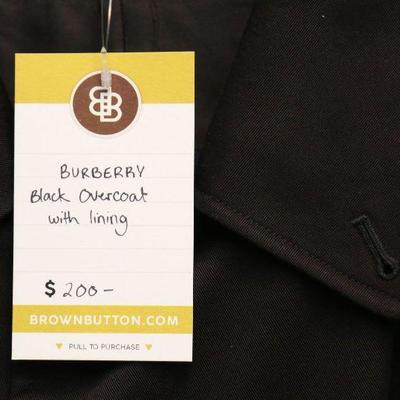 BB
BURBERRY
Black Overcoat
with lining
$ 200-
BROWNBUTTON.COM
PULL TO PURCHASE